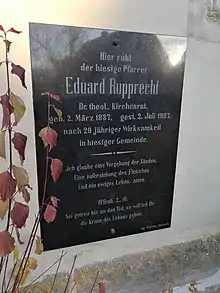 Hier ruht
der hiesige Pfarrer
Eduard Rupprecht
Dr. theol. Kirchenrat,
geb. 2. März 1837, gest. 2. Juli 1907,
nach 29 jähriger Wirksamkeit
in hiesiger Gemeinde.
Ich glaube eine Vergebung der Sünden,
Eine Auferstehung des Fleisches
Und ein ewiges Leben. Amen.
Offenb. 2, 10.
Sei getreu bis an den Tod, so will ich dir
die Krone des Lebens geben.